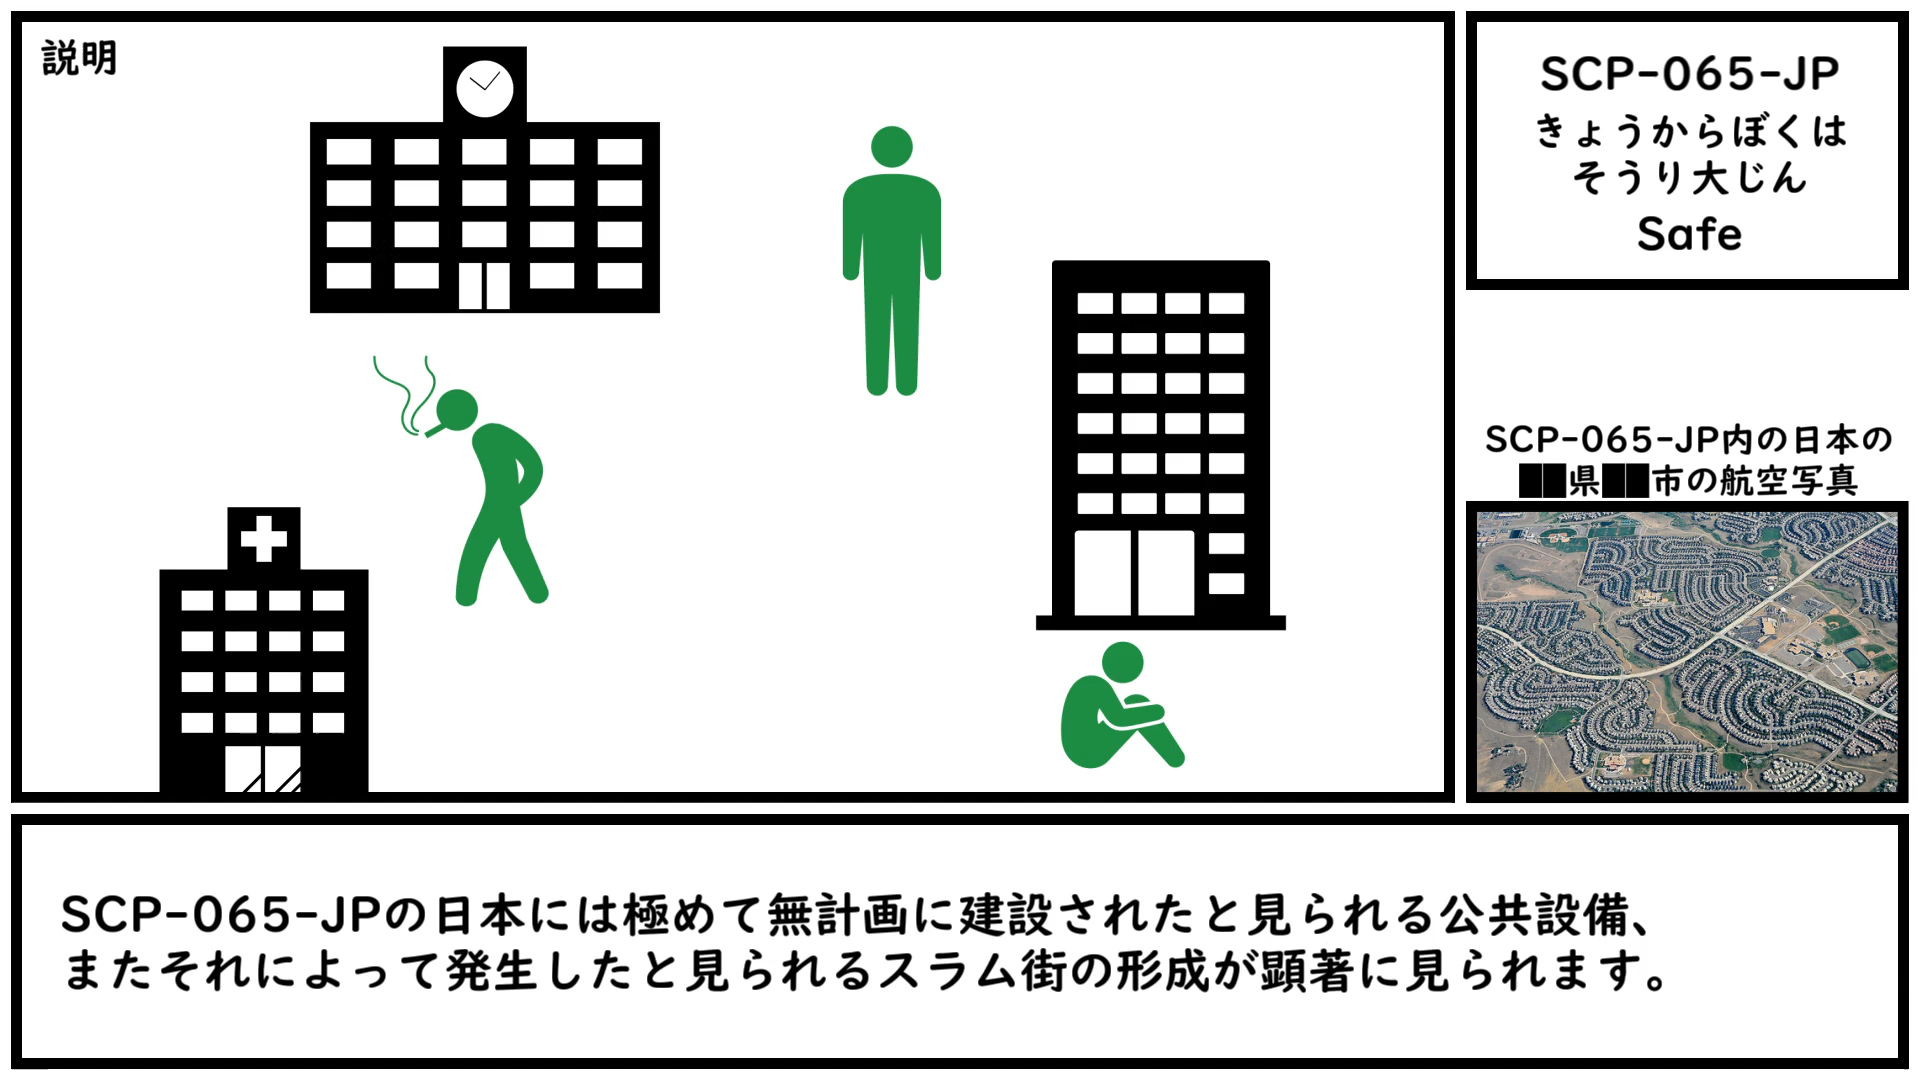 説明
SCP-065-JP
きょうからぼくは
そうり大じん
Safe
SCP-065-JP内の日本の
██県██市の航空写真
SCP-065-JPの日本には極めて無計画に建設されたと見られる公共設備、
またそれによって発生したと見られるスラム街の形成が顕著に見られます。